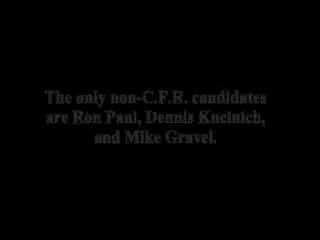 The only non-C.F.R. candidates
are Ron Paul, Dennis Kucinich,
and Mike Gravel.